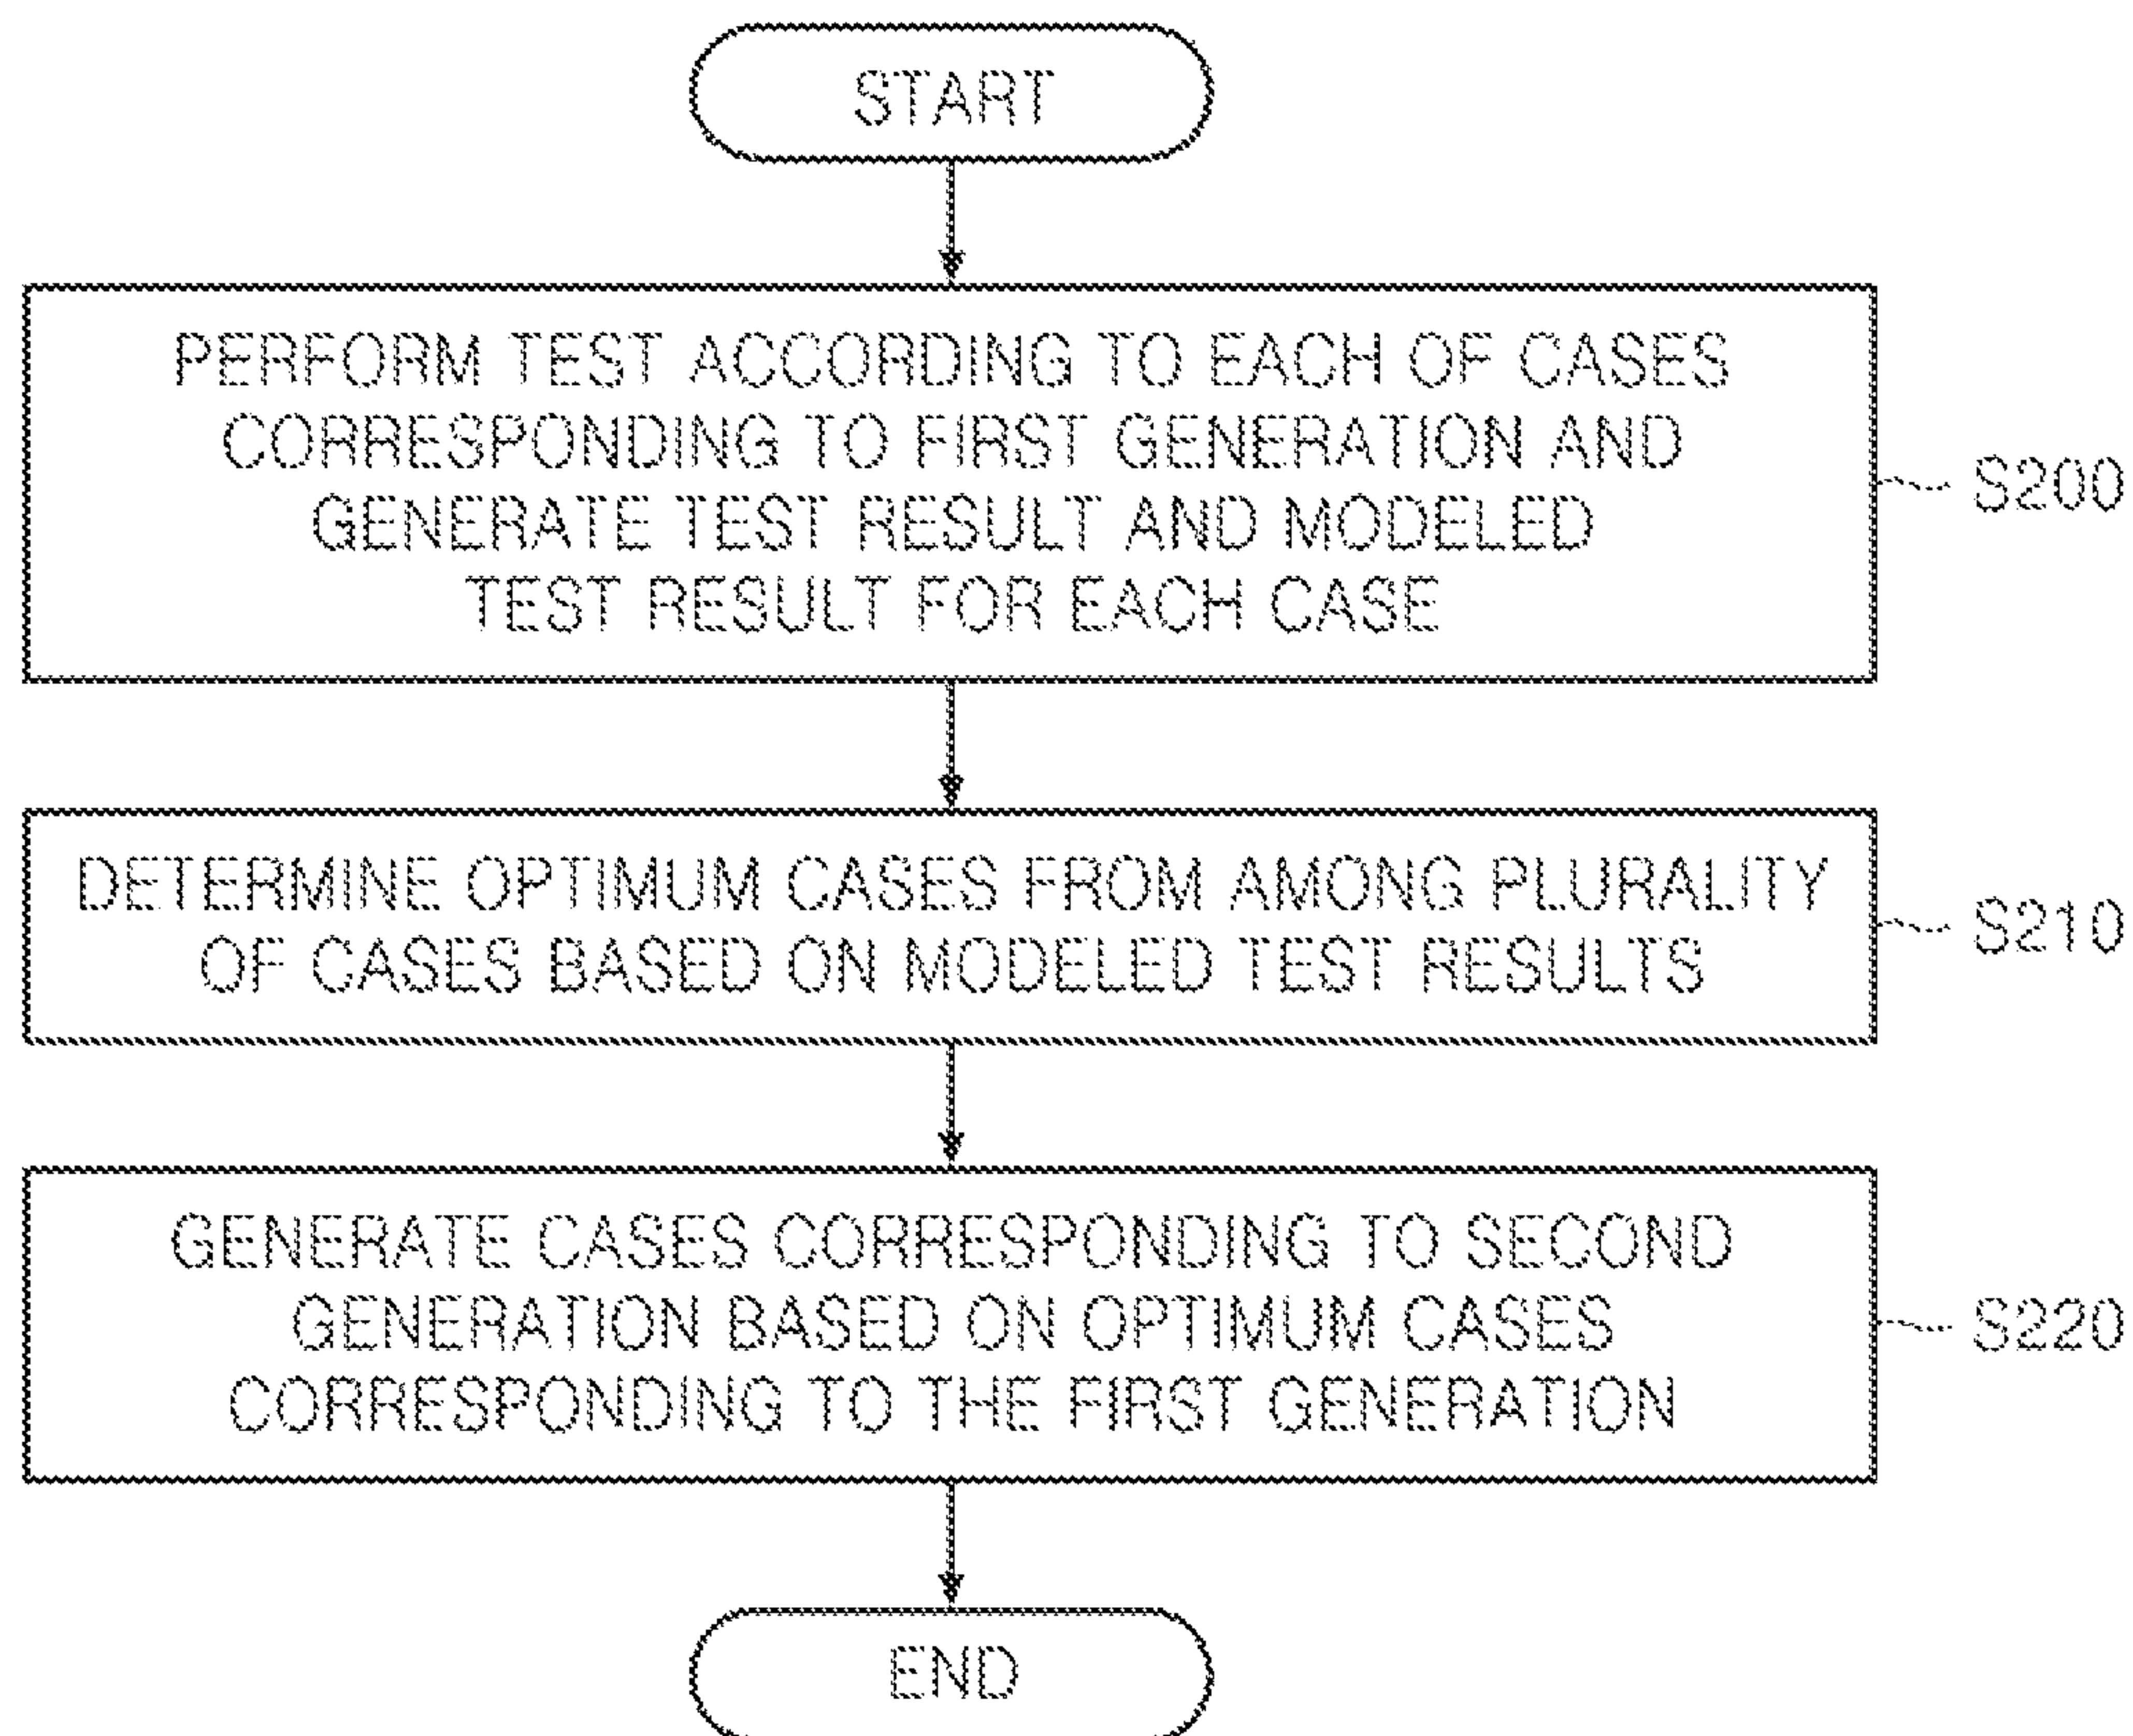 START
PERFORM TEST ACCORDING TO EACH OF CASES
CORRESPONDING TO FIRST GENERATION AND
GENERATE TEST RESULT AND MODELED
TEST RESULT FOR EACH CASE
S200
DETERMINE OPTIMUM CASES FROM AMONG PLURALITY
OF CASES BASED ON MODELED TEST RESULTS
S210
GENERATE CASES CORRESPONDING TO SECOND
GENERATION BASED ON OPTIMUM CASES
CORRESPONDING TO THE FIRST GENERATION
S220
END